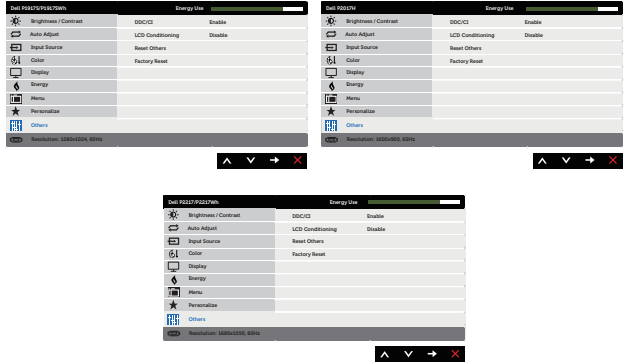 Dell P1917S/P1917SWh Energy Use
Brightness / Contrast DDC/CI Enable
Auto Adjust LCD Conditioning Disable
Input Source Reset Others
Color Factory Reset
Display
Energy
Menu
Personalize
Others
Resolution: 1280x1024, 60Hz
Dell P2017H Energy Use
Brightness / Contrast DDC/CI Enable
Auto Adjust LCD Conditioning Disable
Input Source Reset Others
Color Factory Reset
Display
Energy
Menu
Personalize
Others
Resolution: 1600x900, 60Hz
Dell P2217/P2217Wh Energy Use
Brightness / Contrast DDC/CI Enable
Auto Adjust LCD Conditioning Disable
Input Source Reset Others
Color Factory Reset
Display
Energy
Menu
Personalize
Others
Resolution: 1680x1050, 60Hz